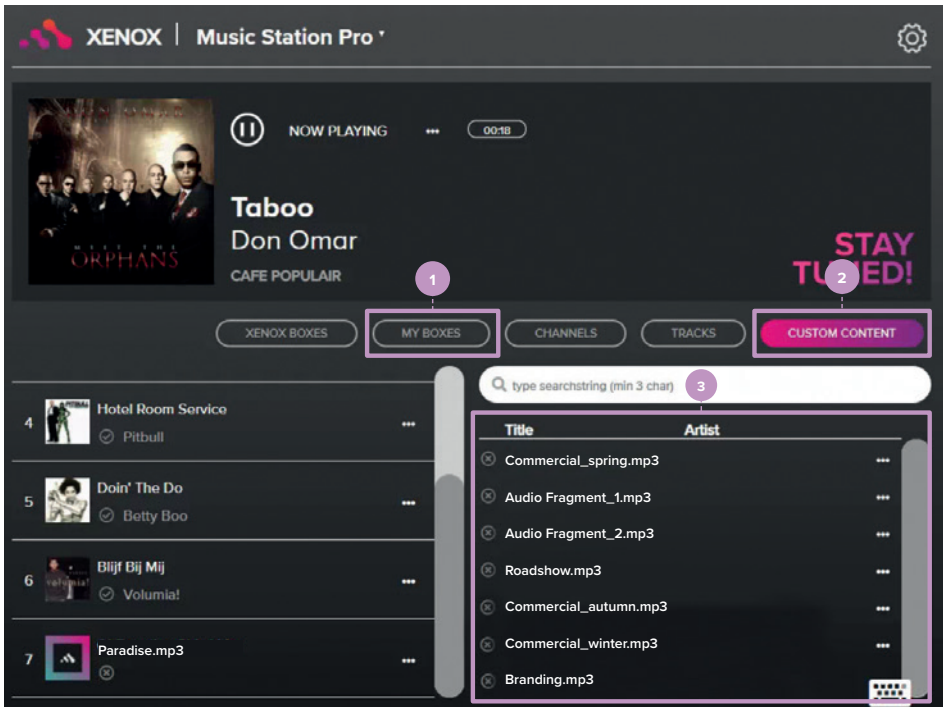 XENOX | Music Station Pro
NOW PLAYING ••• 00:18
Taboo
Don Omar
CAFE POPULAIR
MEET THE
ORPHANS
STAY
TUNED!
1
2
XENOX BOXES
MY BOXES
CHANNELS
TRACKS
CUSTOM CONTENT
4
Hotel Room Service
Pitbull
5
Doin' The Do
Betty Boo
6
Blijf Bij Mij
Volumia!
volumia!
7
Paradise.mp3
type searchstring (min 3 char)
3
Title Artist
Commercial_spring.mp3
Audio Fragment_1.mp3
Audio Fragment_2.mp3
Roadshow.mp3
Commercial_autumn.mp3
Commercial_winter.mp3
Branding.mp3